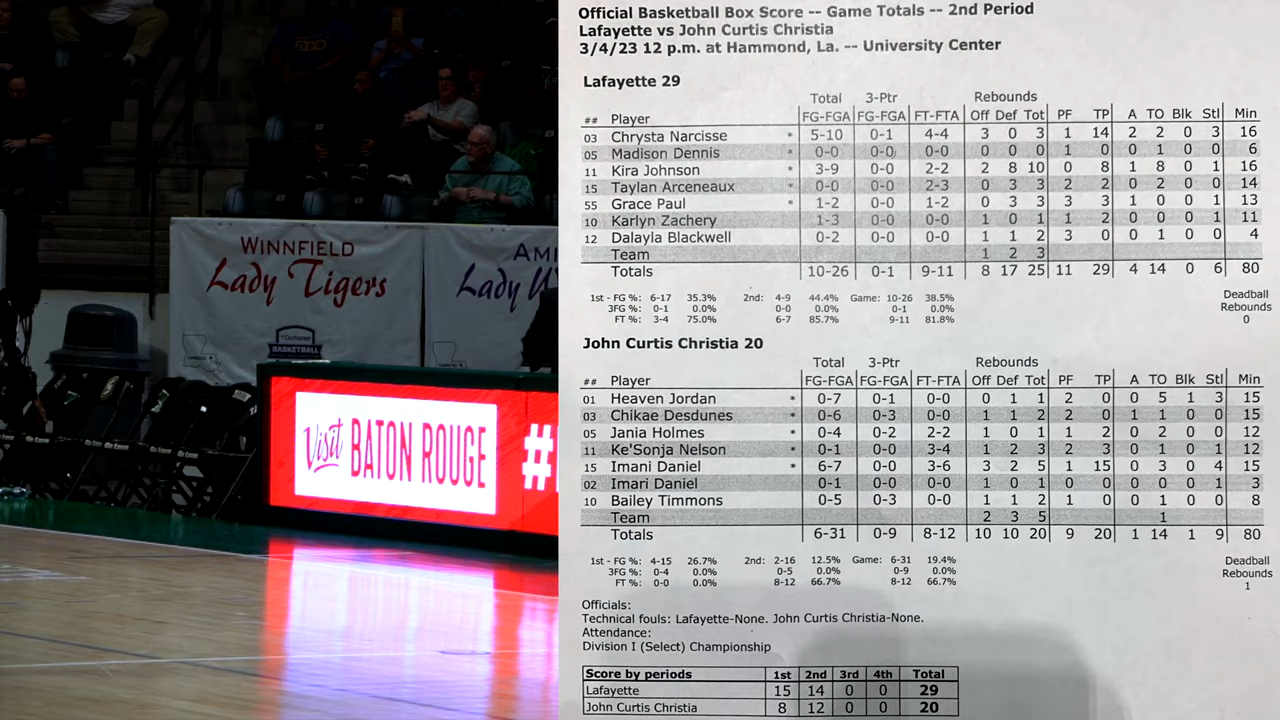 WINNFIELD
Lady Tigers
Lady W
BASKETBALL
Visit BATON ROUGE
#
Official Basketball Box Score -- Game Totals -- 2nd Period
Lafayette vs John Curtis Christia
3/4/23 12 p.m. at Hammond, La. -- University Center
Lafayette 29
Total 3-Ptr Rebounds
## Player FG-FGA FG-FGA FT-FTA Off Def Tot PF TP A TO Blk Stl Min
03 Chrysta Narcisse * 5-10 0-1 4-4 3 0 3 1 14 2 2 0 3 16
05 Madison Dennis * 0-0 0-0 0-0 0 0 0 1 0 0 1 0 0 6
11 Kira Johnson * 3-9 0-0 2-2 2 8 10 0 8 1 8 0 1 16
15 Taylan Arceneaux * 0-0 0-0 2-3 0 3 3 2 2 0 2 0 0 14
55 Grace Paul * 1-2 0-0 1-2 0 3 3 3 3 1 0 0 1 13
10 Karlyn Zachery 1-3 0-0 0-0 1 0 1 1 2 0 0 0 1 11
12 Dalayla Blackwell 0-2 0-0 0-0 1 1 2 3 0 0 1 0 0 4
Team 1 2 3
Totals 10-26 0-1 9-11 8 17 25 11 29 4 14 0 6 80
1st - FG %: 6-17 35.3% 2nd: 4-9 44.4% Game: 10-26 38.5% Deadball
3FG %: 0-1 0.0% 0-0 0.0% 0-1 0.0% Rebounds
FT %: 3-4 75.0% 6-7 85.7% 9-11 81.8% 0
John Curtis Christia 20
Total 3-Ptr Rebounds
## Player FG-FGA FG-FGA FT-FTA Off Def Tot PF TP A TO Blk Stl Min
01 Heaven Jordan * 0-7 0-1 0-0 0 1 1 2 0 0 5 1 3 15
03 Chikae Desdunes * 0-6 0-3 0-0 1 1 2 2 0 1 1 0 0 15
05 Jania Holmes * 0-4 0-2 2-2 1 0 1 1 2 0 2 0 0 12
11 Ke'Sonja Nelson * 0-1 0-0 3-4 1 2 3 2 3 0 1 0 1 12
15 Imani Daniel * 6-7 0-0 3-6 3 2 5 1 15 0 3 0 4 15
02 Imari Daniel 0-1 0-0 0-0 1 0 1 0 0 0 0 0 1 3
10 Bailey Timmons 0-5 0-3 0-0 1 1 2 1 0 0 1 0 0 8
Team 2 3 5 1
Totals 6-31 0-9 8-12 10 10 20 9 20 1 14 1 9 80
1st - FG %: 4-15 26.7% 2nd: 2-16 12.5% Game: 6-31 19.4% Deadball
3FG %: 0-4 0.0% 0-5 0.0% 0-9 0.0% Rebounds
FT %: 0-0 0.0% 8-12 66.7% 8-12 66.7% 1
Officials:
Technical fouls: Lafayette-None. John Curtis Christia-None.
Attendance:
Division I (Select) Championship
Score by periods 1st 2nd 3rd 4th Total
Lafayette 15 14 0 0 29
John Curtis Christia 8 12 0 0 20